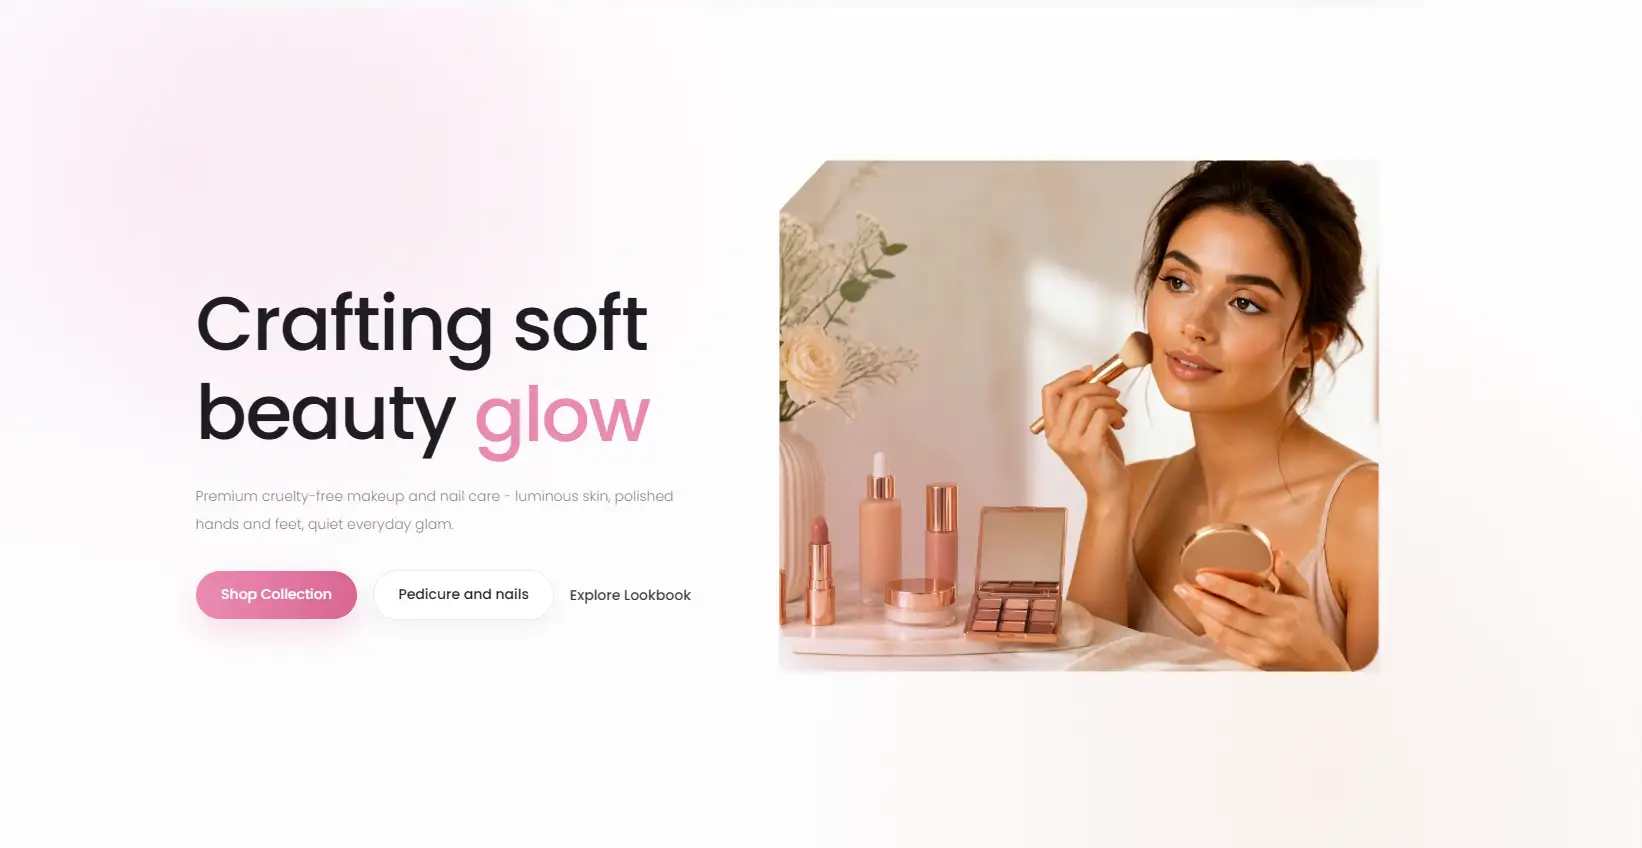 Crafting soft
beauty glow
Premium cruelty-free makeup and nail care - luminous skin, polished
hands and feet, quiet everyday glam.
Shop Collection
Pedicure and nails
Explore Lookbook